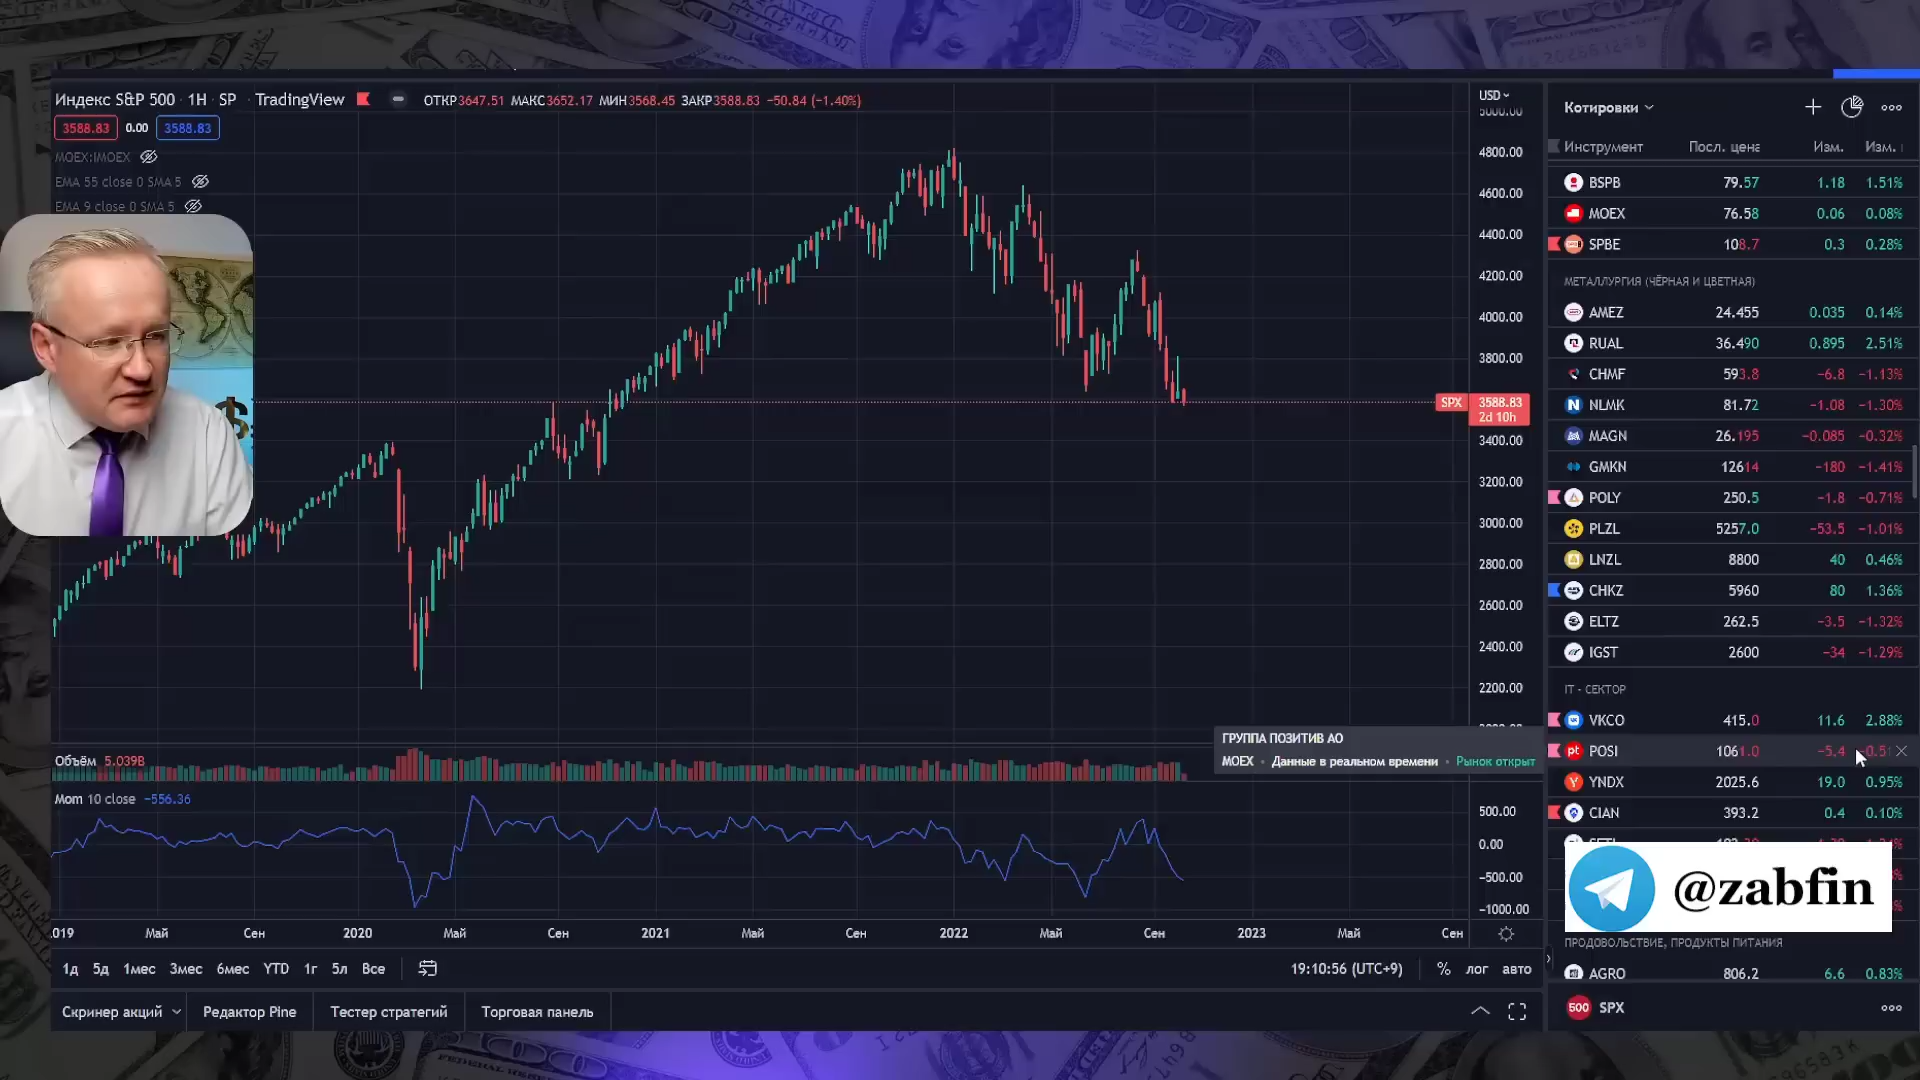 Индекс S&P 500 · 1Н · SP · TradingView ОТКР3647.51 МАКС3652.17 МИН3568.45 ЗАКР3588.83 −50.84 (−1.40%)
3588.83 0.00 3588.83
MOEX:IMOEX
EMA 55 close 0 SMA 5
EMA 9 close 0 SMA 5
USD
5000.00
4800.00
4600.00
4400.00
4200.00
4000.00
3800.00
SPX 3588.83
2d 10h
3400.00
3200.00
3000.00
2800.00
2600.00
2400.00
2200.00
Объём 5.039B
Mom 10 close −556.36
500.00
0.00
−500.00
−1000.00
2019 Май Сен 2020 Май Сен 2021 Май Сен 2022 Май Сен 2023 Май Сен
1д 5д 1мес 3мес 6мес YTD 1г 5л Все
19:10:56 (UTC+9) % лог авто
Скринер акций Редактор Pine Тестер стратегий Торговая панель
ГРУППА ПОЗИТИВ АО
MOEX · Данные в реальном времени · Рынок открыт
Котировки
Инструмент Посл. цена Изм. Изм.
BSPB 79.57 1.18 1.51%
MOEX 76.58 0.06 0.08%
SPBE 108.7 0.3 0.28%
МЕТАЛЛУРГИЯ (ЧЁРНАЯ И ЦВЕТНАЯ)
AMEZ 24.455 0.035 0.14%
RUAL 36.490 0.895 2.51%
CHMF 593.8 −6.8 −1.13%
NLMK 81.72 −1.08 −1.30%
MAGN 26.195 −0.085 −0.32%
GMKN 12614 −180 −1.41%
POLY 250.5 −1.8 −0.71%
PLZL 5257.0 −53.5 −1.01%
LNZL 8800 40 0.46%
CHKZ 5960 80 1.36%
ELTZ 262.5 −3.5 −1.32%
IGST 2600 −34 −1.29%
IT - СЕКТОР
VKCO 415.0 11.6 2.88%
POSI 1061.0 −5.4 −0.51
YNDX 2025.6 19.0 0.95%
CIAN 393.2 0.4 0.10%
@zabfin
ПРОДОВОЛЬСТВИЕ, ПРОДУКТЫ ПИТАНИЯ
AGRO 806.2 6.6 0.83%
500 SPX